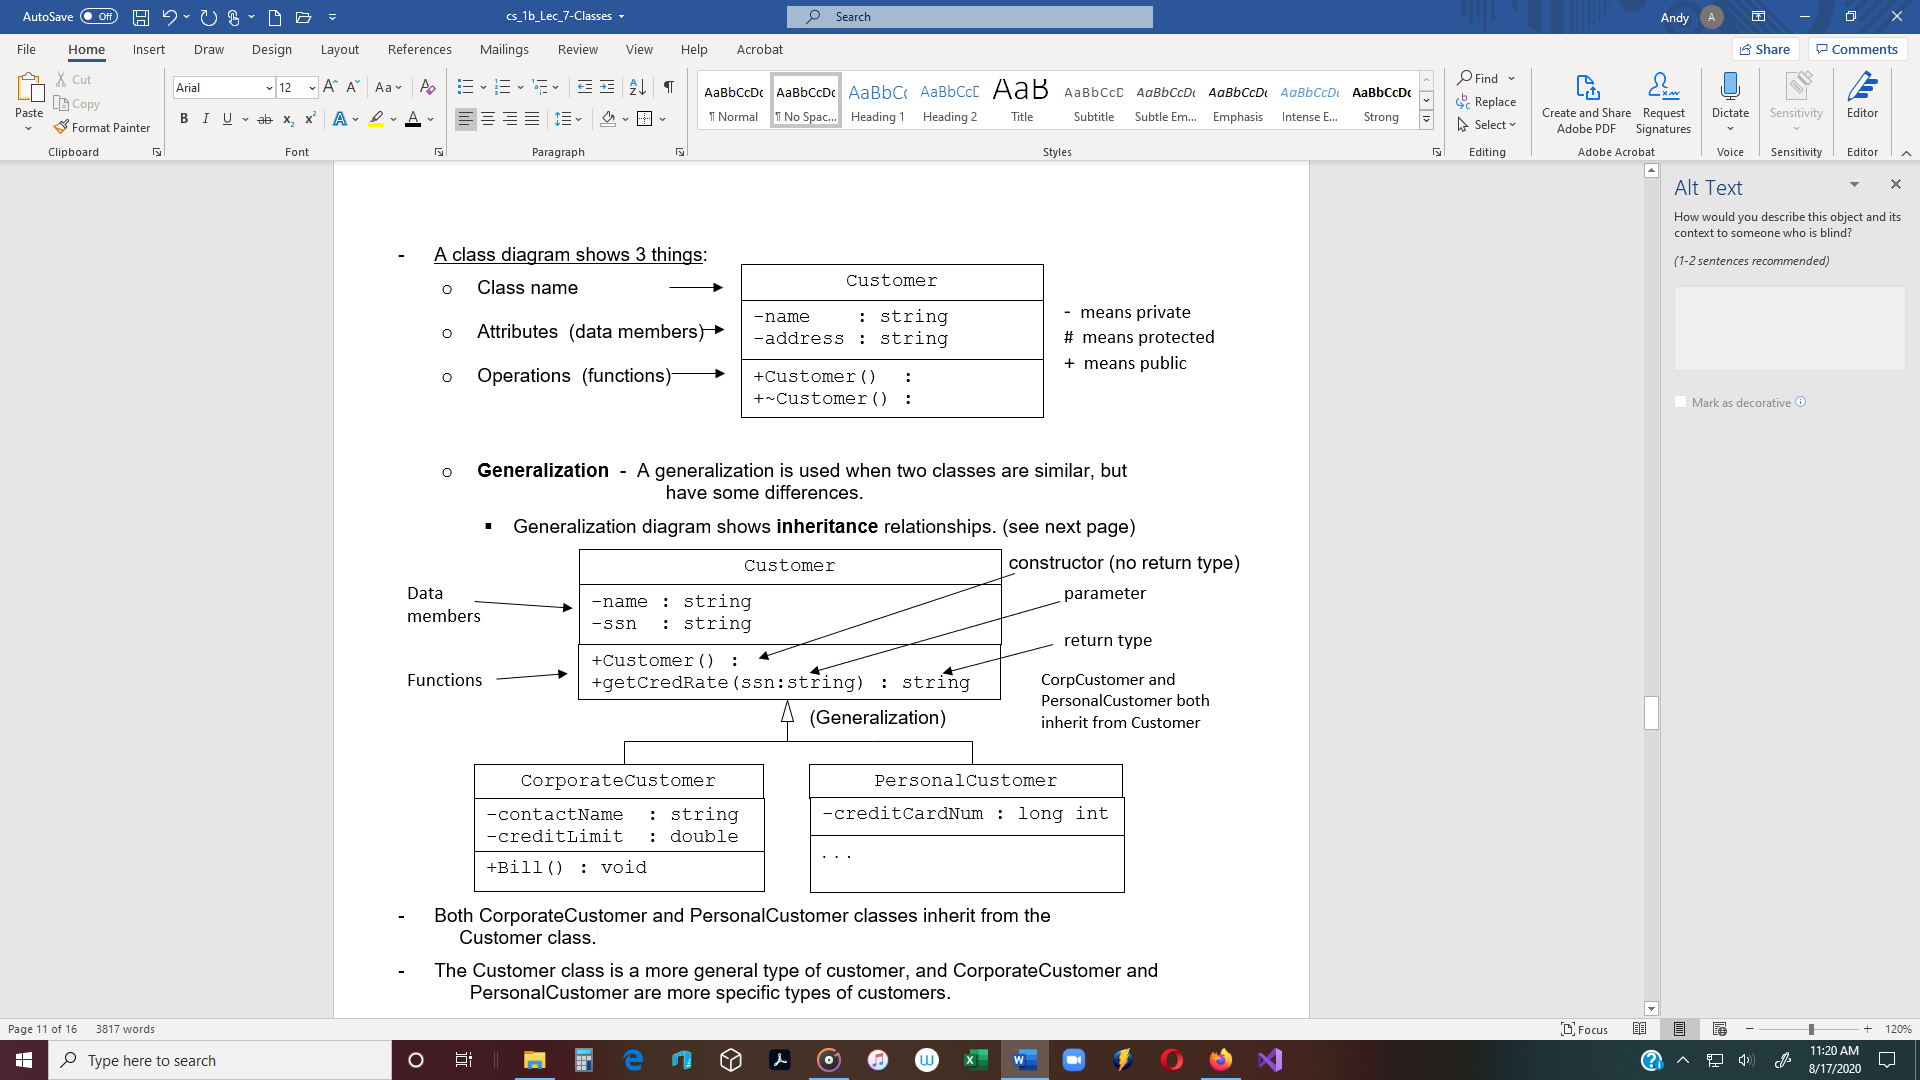 AutoSave Off cs_1b_Lec_7-Classes Search Andy A
File Home Insert Draw Design Layout References Mailings Review View Help Acrobat Share Comments
Paste Cut Copy Format Painter
Clipboard
Arial 12
Font
Paragraph
AaBbCcDc AaBbCcDc AaBbCc AaBbCcE AaB AaBbCcD AaBbCcDc AaBbCcDc AaBbCcDc AaBbCcDc
¶ Normal ¶ No Spac... Heading 1 Heading 2 Title Subtitle Subtle Em... Emphasis Intense E... Strong
Styles
Find
Replace
Select
Editing
Create and Share Adobe PDF Request Signatures
Adobe Acrobat
Dictate
Voice
Sensitivity
Sensitivity
Editor
Editor
- A class diagram shows 3 things:
o Class name
o Attributes (data members)
o Operations (functions)
Customer
-name : string
-address : string
+Customer() :
+~Customer() :
- means private
# means protected
+ means public
o Generalization - A generalization is used when two classes are similar, but
have some differences.
▪ Generalization diagram shows inheritance relationships. (see next page)
Data
members
Functions
Customer
-name : string
-ssn : string
+Customer() :
+getCredRate(ssn:string) : string
constructor (no return type)
parameter
return type
CorpCustomer and
PersonalCustomer both
inherit from Customer
(Generalization)
CorporateCustomer
-contactName : string
-creditLimit : double
+Bill() : void
PersonalCustomer
-creditCardNum : long int
...
- Both CorporateCustomer and PersonalCustomer classes inherit from the
Customer class.
- The Customer class is a more general type of customer, and CorporateCustomer and
PersonalCustomer are more specific types of customers.
Alt Text
How would you describe this object and its
context to someone who is blind?
(1-2 sentences recommended)
Mark as decorative
Page 11 of 16 3817 words Focus 120%
Type here to search
11:20 AM
8/17/2020